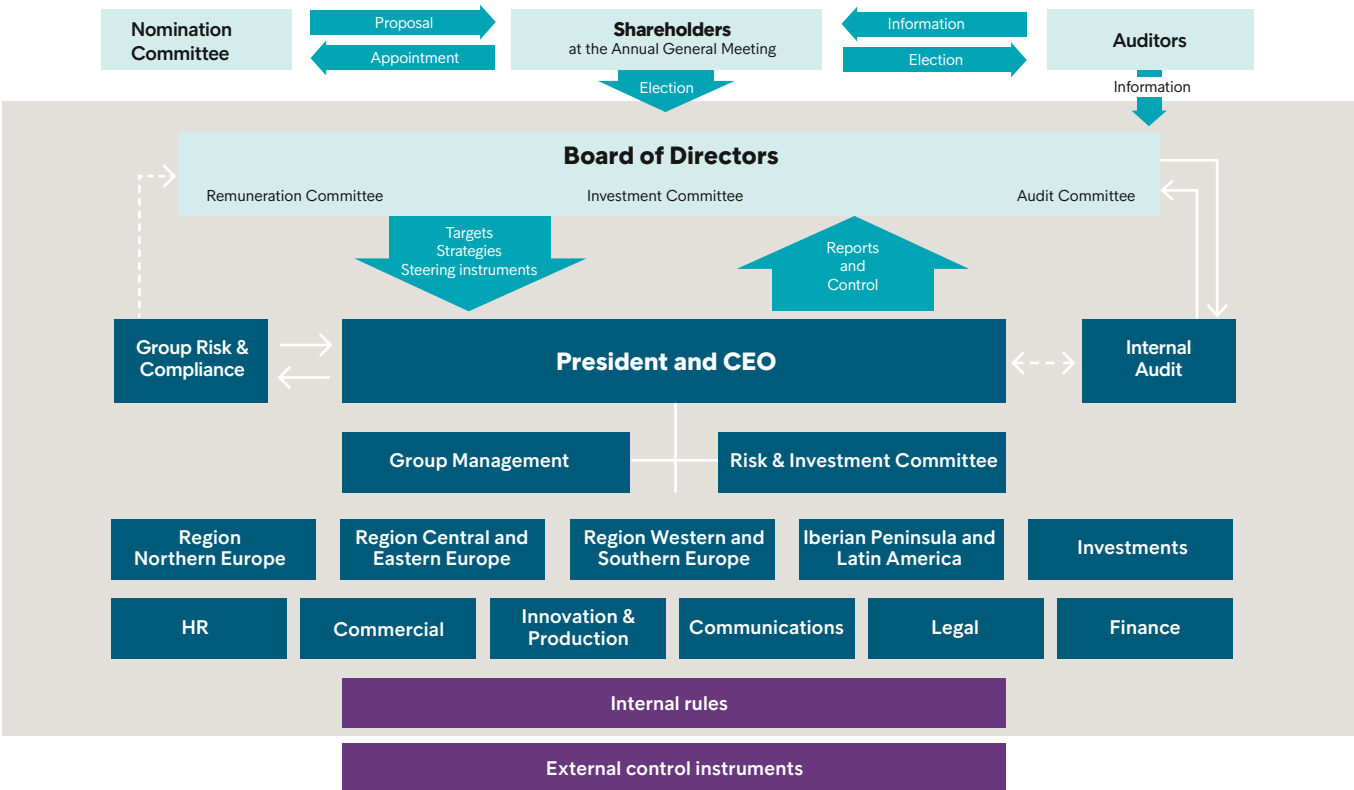 Nomination
Committee
Proposal
Appointment
Shareholders
at the Annual General Meeting
Information
Election
Auditors
Election
Information
Board of Directors
Remuneration Committee
Investment Committee
Audit Committee
Targets
Strategies
Steering instruments
Reports
and
Control
Group Risk &
Compliance
President and CEO
Internal
Audit
Group Management
Risk & Investment Committee
Region
Northern Europe
Region Central and
Eastern Europe
Region Western and
Southern Europe
Iberian Peninsula and
Latin America
Investments
HR
Commercial
Innovation &
Production
Communications
Legal
Finance
Internal rules
External control instruments